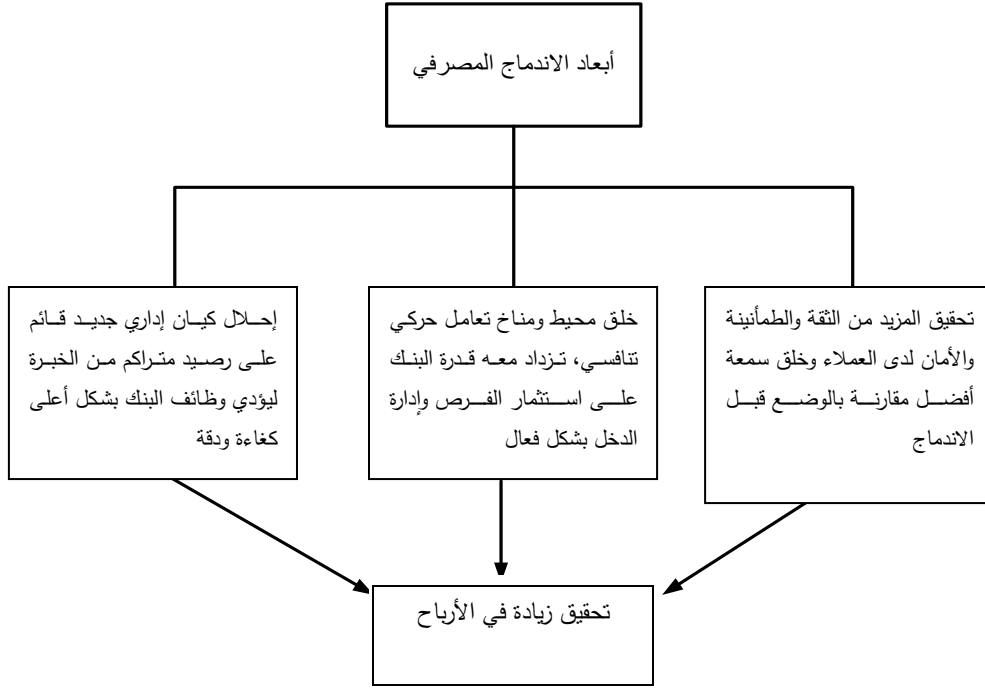 أبعاد الاندماج المصرفي
تحقيق المزيد من الثقة والطمأنينة
والأمان لدى العملاء وخلق سمعة
أفضل مقارنة بالوضع قبل
الاندماج
خلق محيط ومناخ تعامل حركي
تنافسي، تزداد معه قدرة البنك
على استثمار الفرص وإدارة
الدخل بشكل فعال
إحلال كيان إداري جديد قائم
على رصيد متراكم من الخبرة
ليؤدي وظائف البنك بشكل أعلى
كفاءة ودقة
تحقيق زيادة في الأرباح